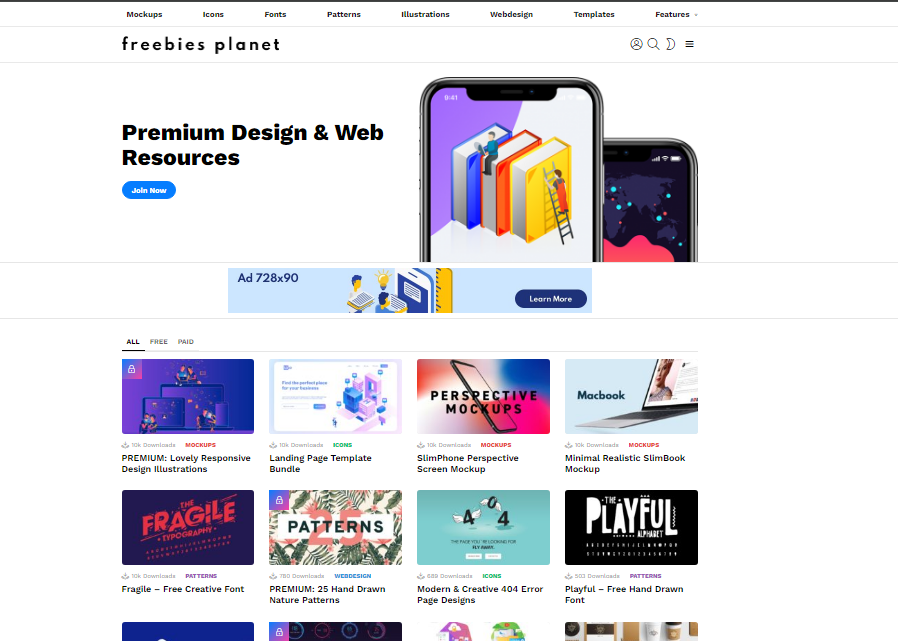 Mockups Icons Fonts Patterns Illustrations Webdesign Templates Features
freebies planet
9:41
Premium Design & Web
Resources
Join Now
Ad 728x90
Learn More
ALL FREE PAID
Find the perfect place
for your business
PERSPECTIVE
MOCKUPS
Macbook
10k Downloads MOCKUPS
10k Downloads ICONS
10k Downloads MOCKUPS
10k Downloads MOCKUPS
PREMIUM: Lovely Responsive
Design Illustrations
Landing Page Template
Bundle
SlimPhone Perspective
Screen Mockup
Minimal Realistic SlimBook
Mockup
THE
FRAGILE
TYPOGRAPHY
25
PATTERNS
404
THE PAGE YOU'RE LOOKING FOR
FLY AWAY.
THE
PLAYFUL
ALPHABET
10k Downloads PATTERNS
780 Downloads WEBDESIGN
689 Downloads ICONS
503 Downloads PATTERNS
Fragile – Free Creative Font
PREMIUM: 25 Hand Drawn
Nature Patterns
Modern & Creative 404 Error
Page Designs
Playful – Free Hand Drawn
Font